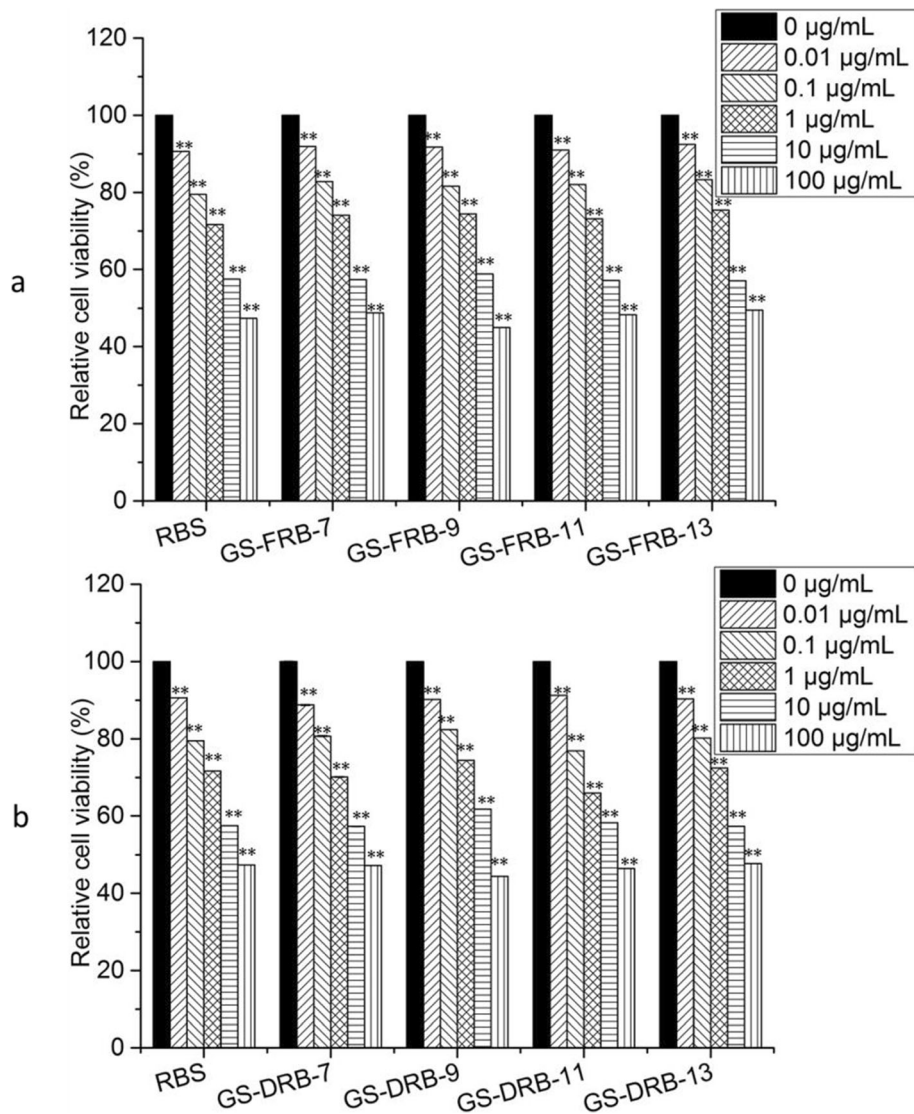 120
100
80
60
40
20
0
Relative cell viability (%)
a
0 µg/mL
0.01 µg/mL
0.1 µg/mL
1 µg/mL
10 µg/mL
100 µg/mL
** ** ** ** **
** ** ** ** **
** ** ** ** **
** ** ** ** **
** ** ** ** **
RBS GS-FRB-7 GS-FRB-9 GS-FRB-11 GS-FRB-13
120
100
80
60
40
20
0
Relative cell viability (%)
b
0 µg/mL
0.01 µg/mL
0.1 µg/mL
1 µg/mL
10 µg/mL
100 µg/mL
** ** ** ** **
** ** ** ** **
** ** ** ** **
** ** ** ** **
** ** ** ** **
RBS GS-DRB-7 GS-DRB-9 GS-DRB-11 GS-DRB-13